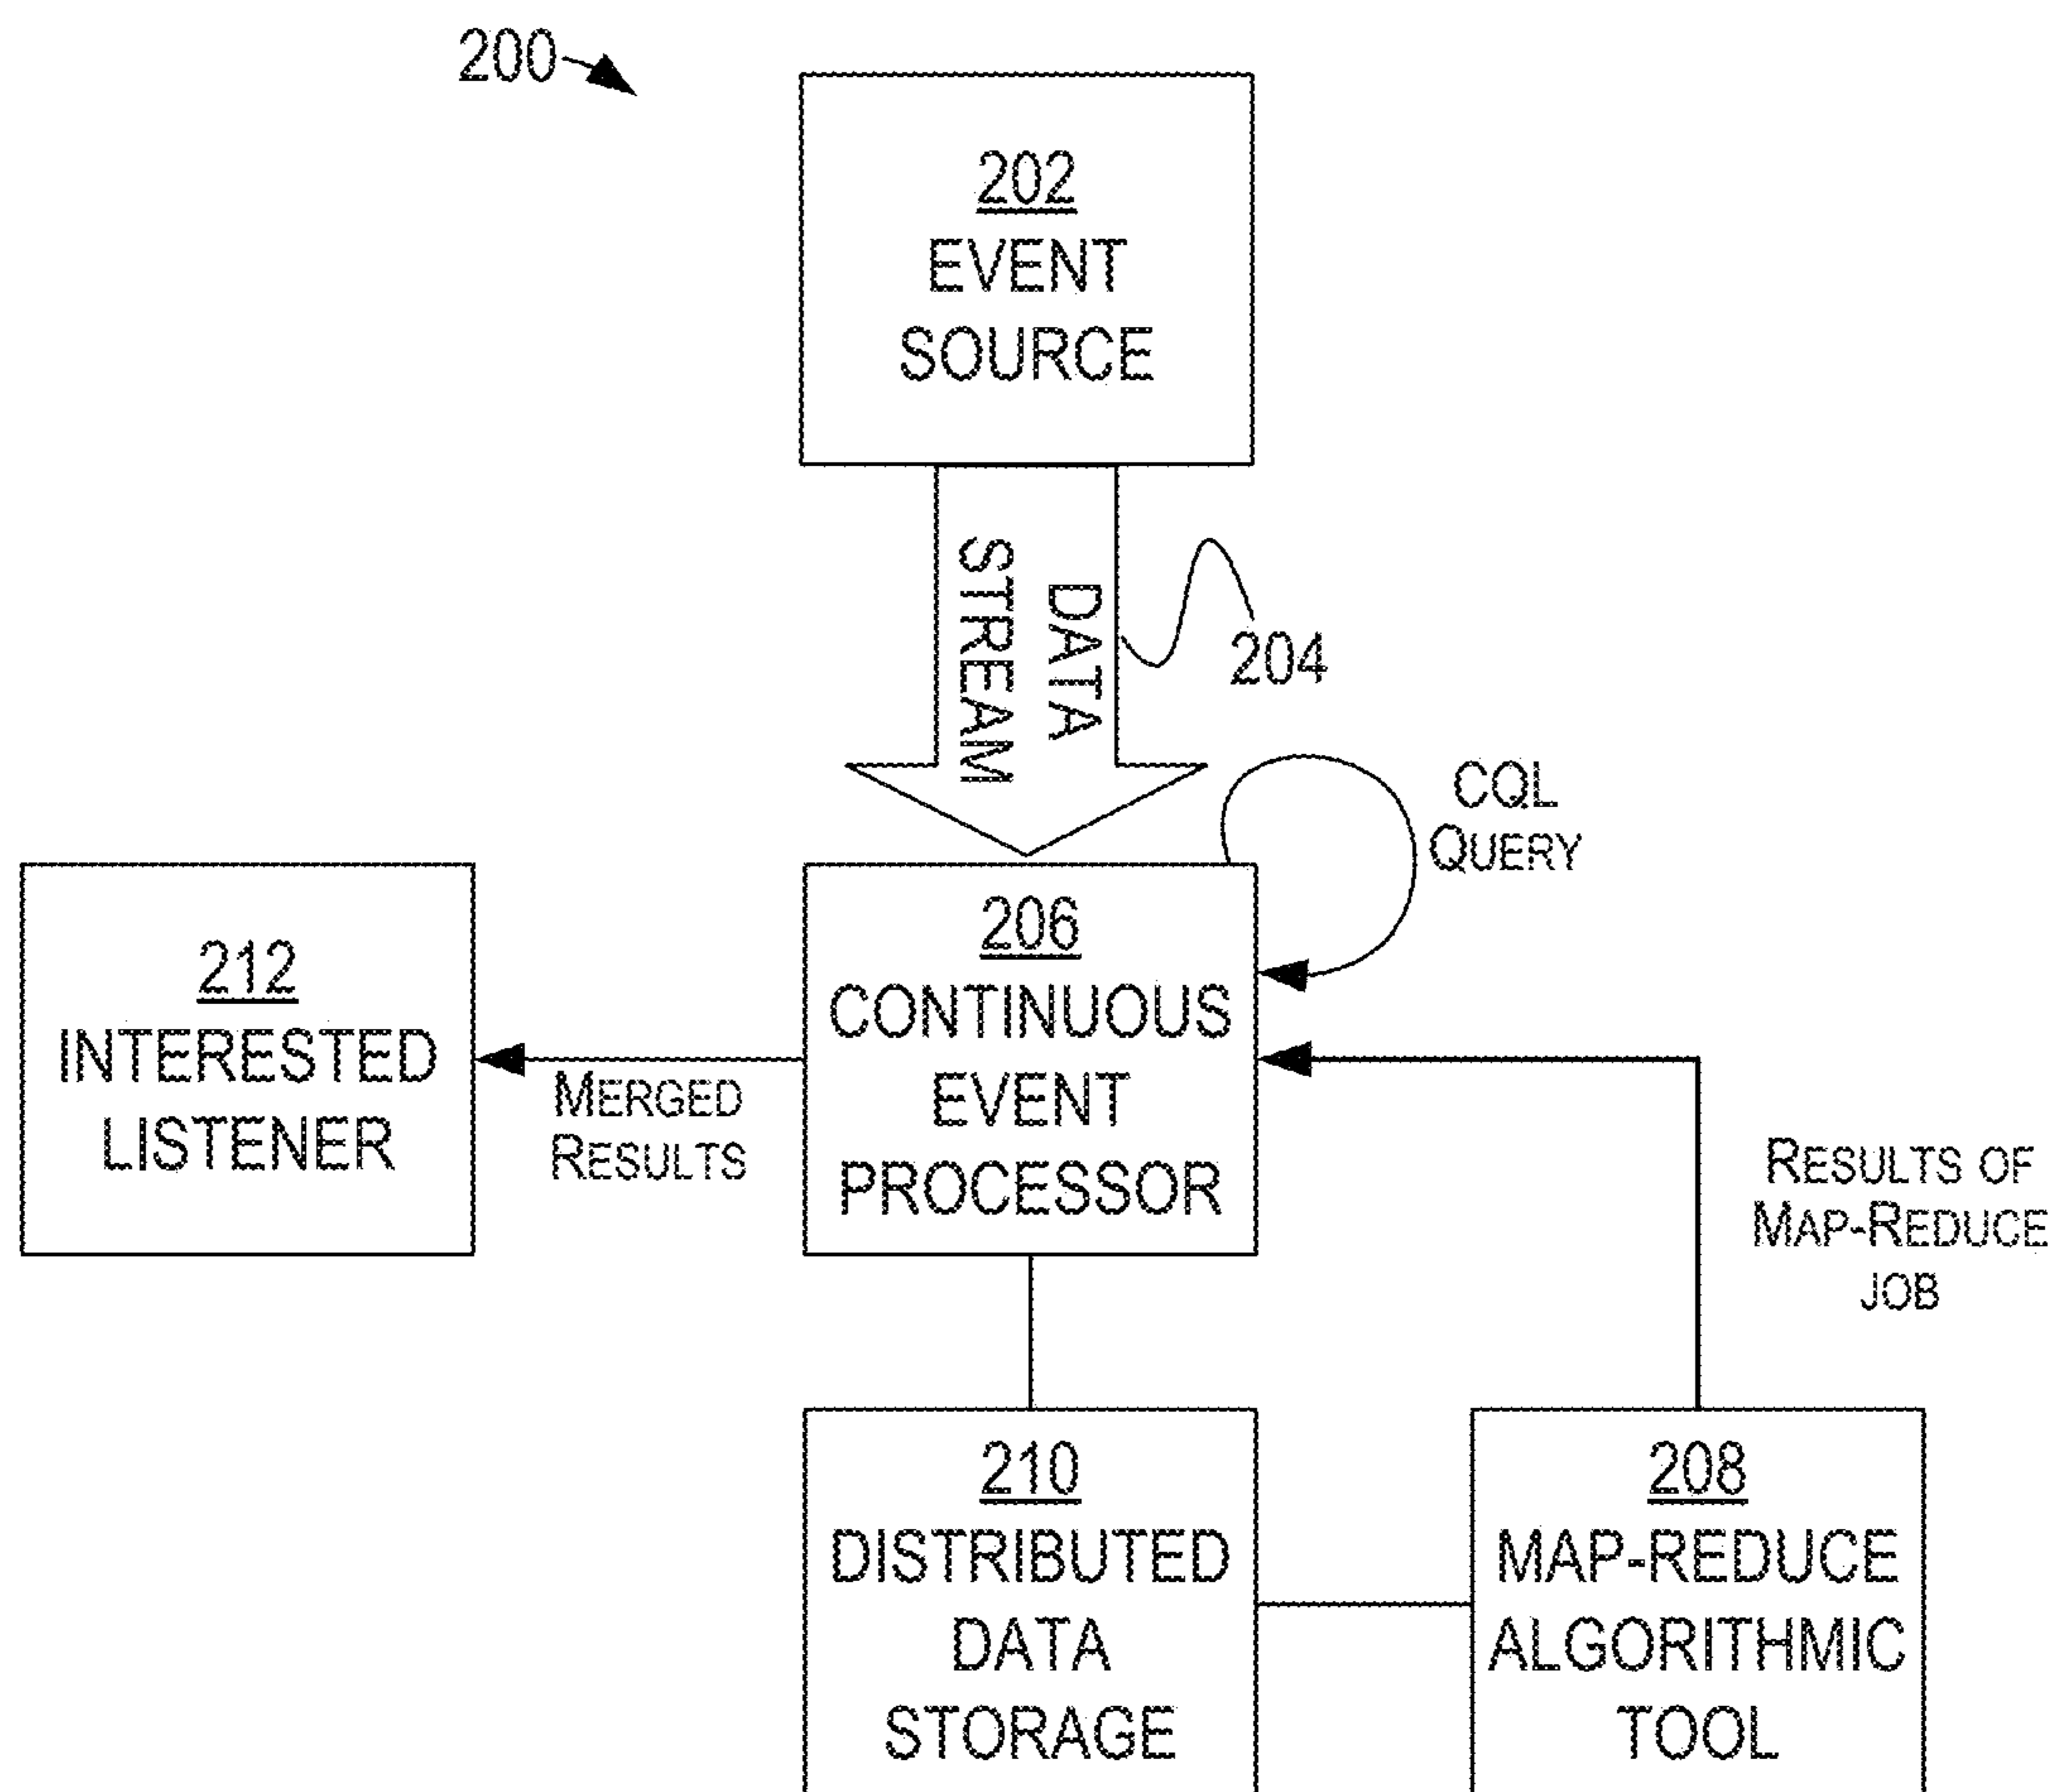 200
202
EVENT
SOURCE
DATA
STREAM
204
CQL
QUERY
206
CONTINUOUS
EVENT
PROCESSOR
212
INTERESTED
LISTENER
MERGED
RESULTS
RESULTS OF
MAP-REDUCE
JOB
210
DISTRIBUTED
DATA
STORAGE
208
MAP-REDUCE
ALGORITHMIC
TOOL